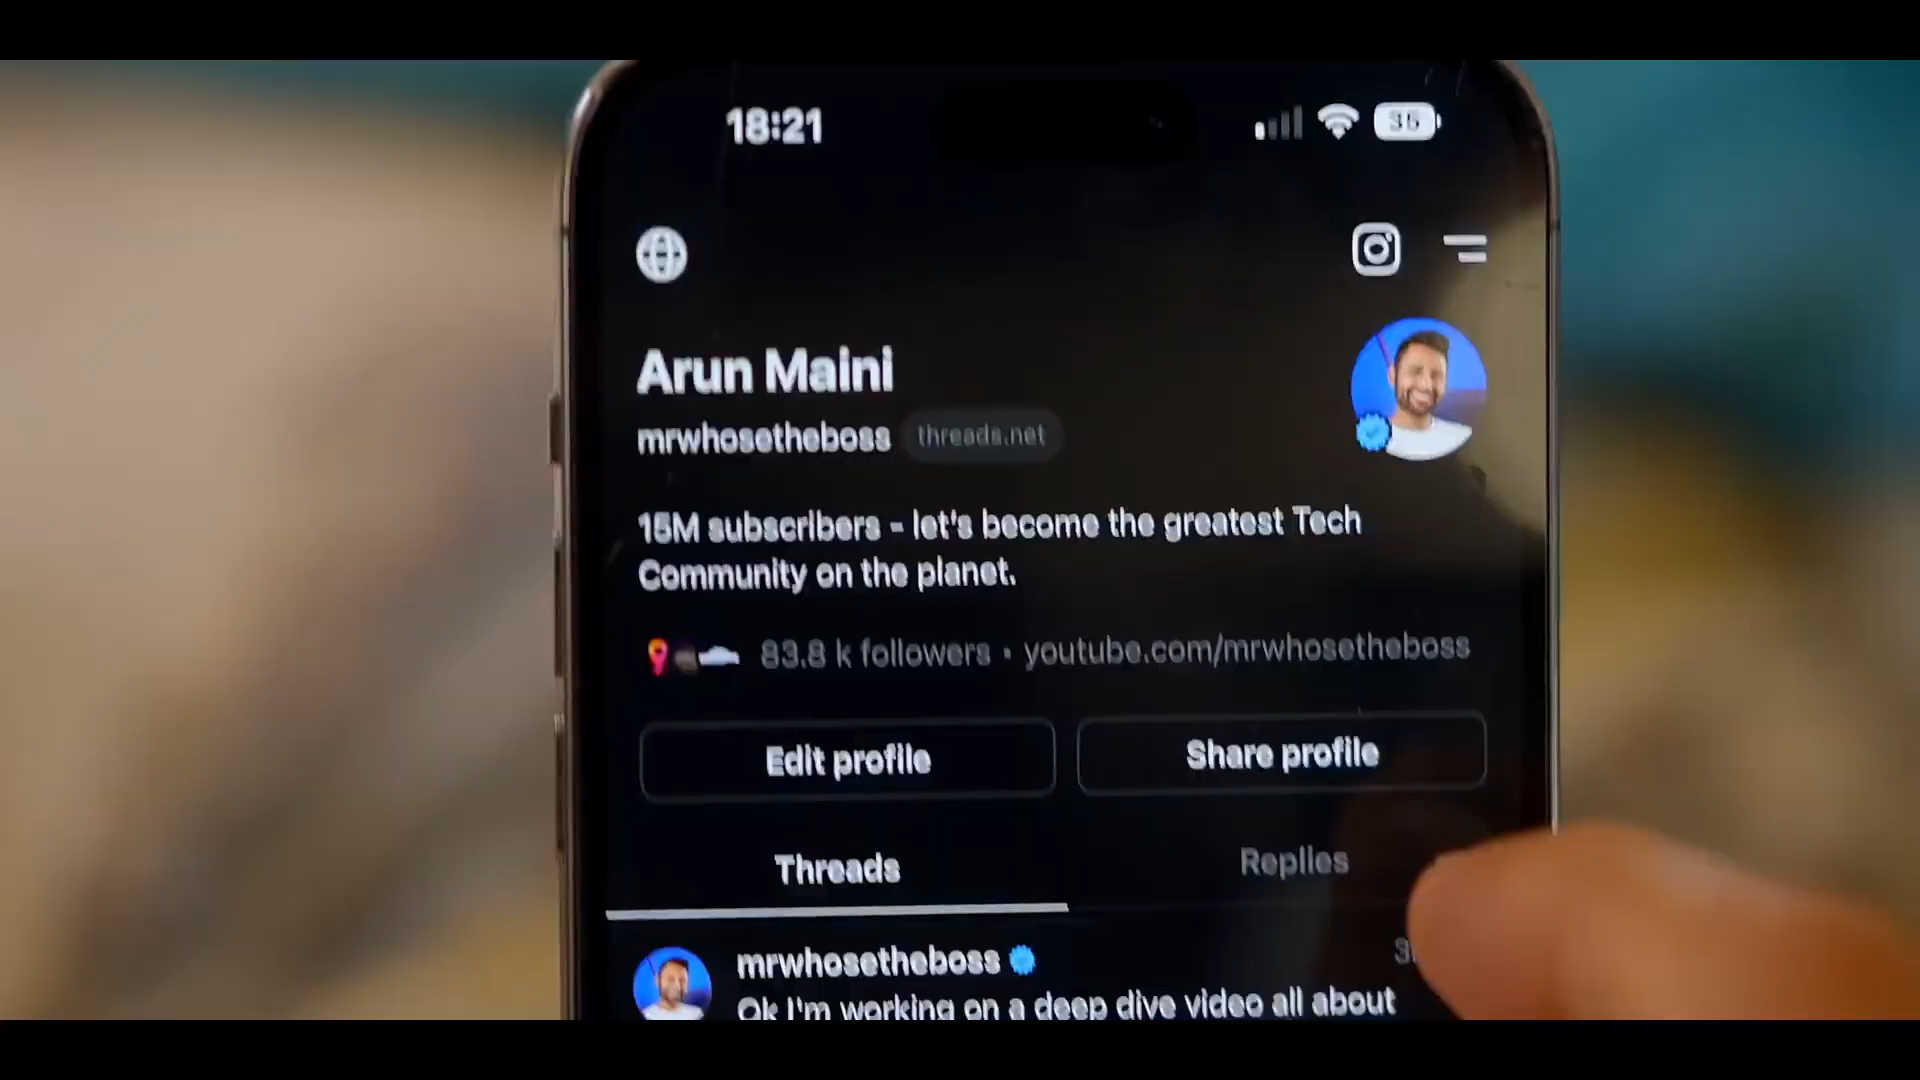 18:21
35
Arun Maini
mrwhosetheboss threads.net
15M subscribers - let's become the greatest Tech
Community on the planet.
83.8 k followers • youtube.com/mrwhosetheboss
Edit profile
Share profile
Threads
Replies
mrwhosetheboss
Ok I'm working on a deep dive video all about